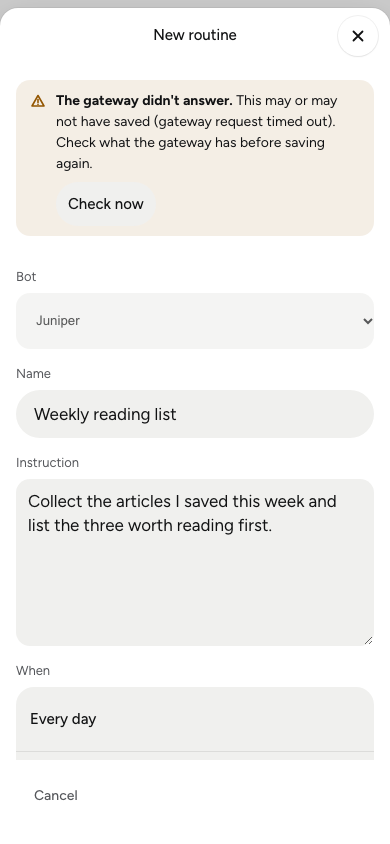 New routine
The gateway didn't answer. This may or may
not have saved (gateway request timed out).
Check what the gateway has before saving
again.
Check now
Bot
Juniper
Name
Weekly reading list
Instruction
Collect the articles I saved this week and
list the three worth reading first.
When
Every day
Cancel